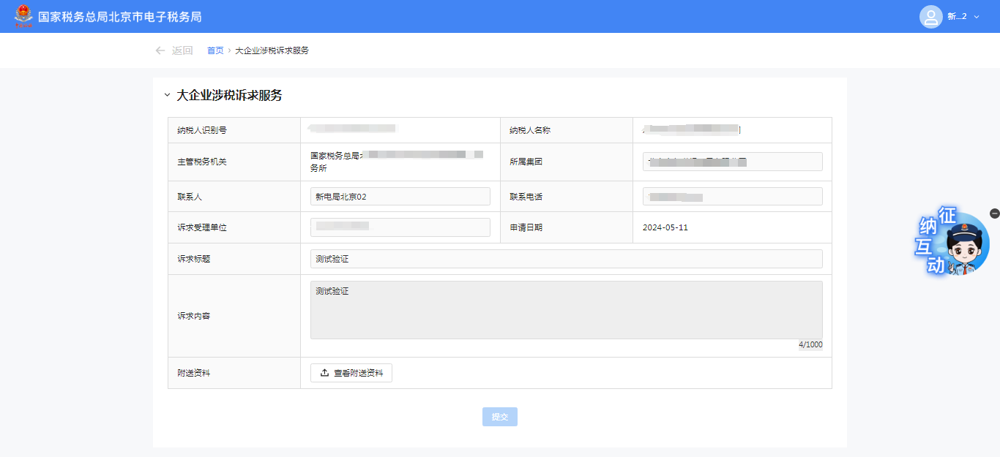 国家税务总局北京市电子税务局
新...2
返回 首页 > 大企业涉税诉求服务
大企业涉税诉求服务
纳税人识别号
纳税人名称
主管税务机关
国家税务总局
务所
所属集团
联系人
新电局北京02
联系电话
诉求受理单位
申请日期
2024-05-11
诉求标题
测试验证
诉求内容
测试验证
4/1000
附送资料
查看附送资料
提交
征
纳
互
动